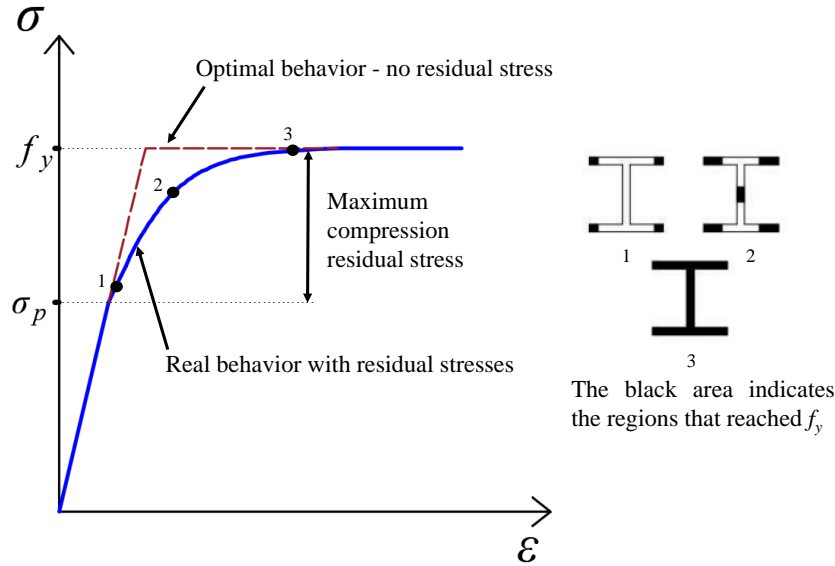 σ
Optimal behavior - no residual stress
f_y
3
2
Maximum
compression
residual stress
1
σ_p
Real behavior with residual stresses
ε
1
2
3
The black area indicates
the regions that reached f_y